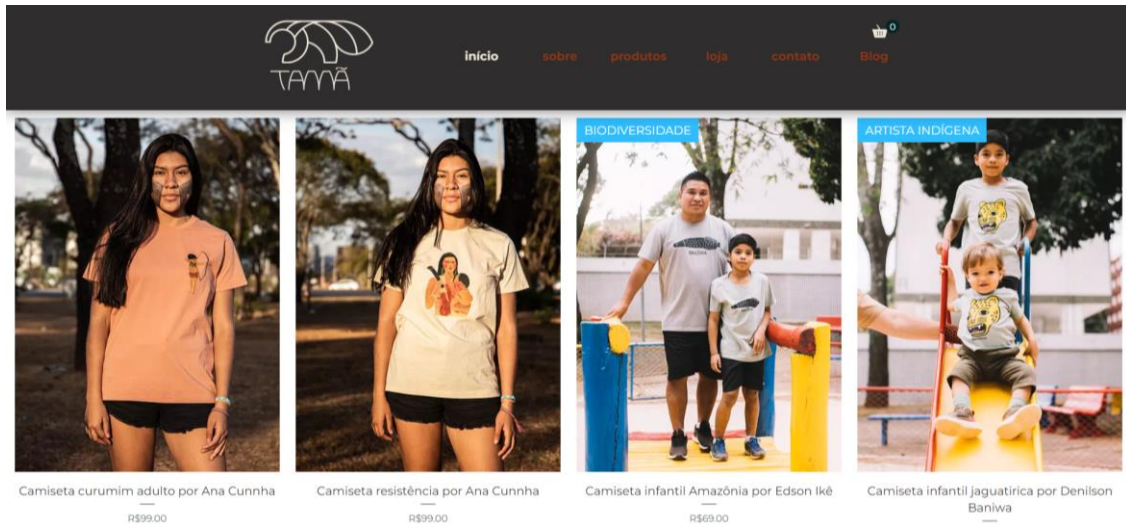 TAMÃ
início sobre produtos loja contato Blog
0
BIODIVERSIDADE
ARTISTA INDÍGENA
Camiseta curumim adulto por Ana Cunnha
R$99.00
Camiseta resistência por Ana Cunnha
R$99.00
Camiseta infantil Amazônia por Edson Ikê
R$69.00
Camiseta infantil jaguatirica por Denilson
Baniwa